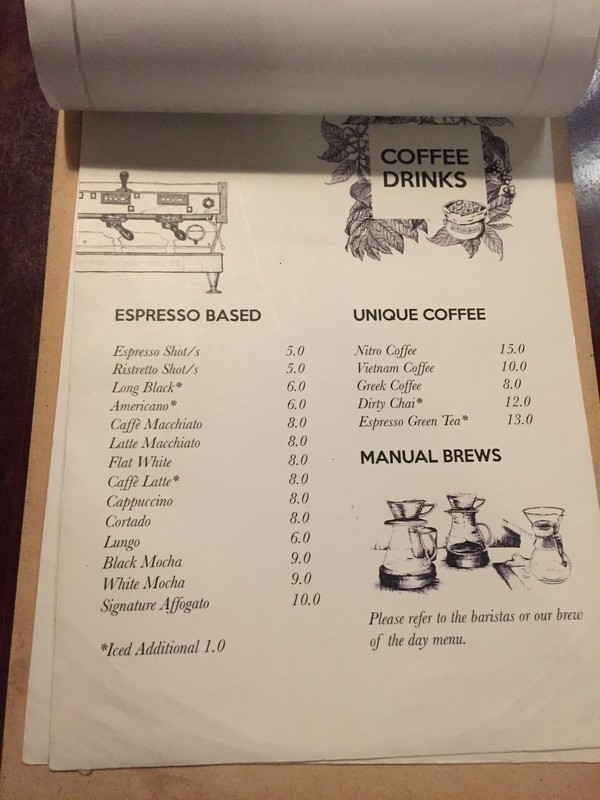 COFFEE
DRINKS
ESPRESSO BASED
Espresso Shot/s 5.0
Ristretto Shot/s 5.0
Long Black* 6.0
Americano* 6.0
Caffè Macchiato 8.0
Latte Macchiato 8.0
Flat White 8.0
Caffè Latte* 8.0
Cappuccino 8.0
Cortado 8.0
Lungo 6.0
Black Mocha 9.0
White Mocha 9.0
Signature Affogato 10.0
*Iced Additional 1.0
UNIQUE COFFEE
Nitro Coffee 15.0
Vietnam Coffee 10.0
Greek Coffee 8.0
Dirty Chai* 12.0
Espresso Green Tea* 13.0
MANUAL BREWS
Please refer to the baristas or our brew
of the day menu.